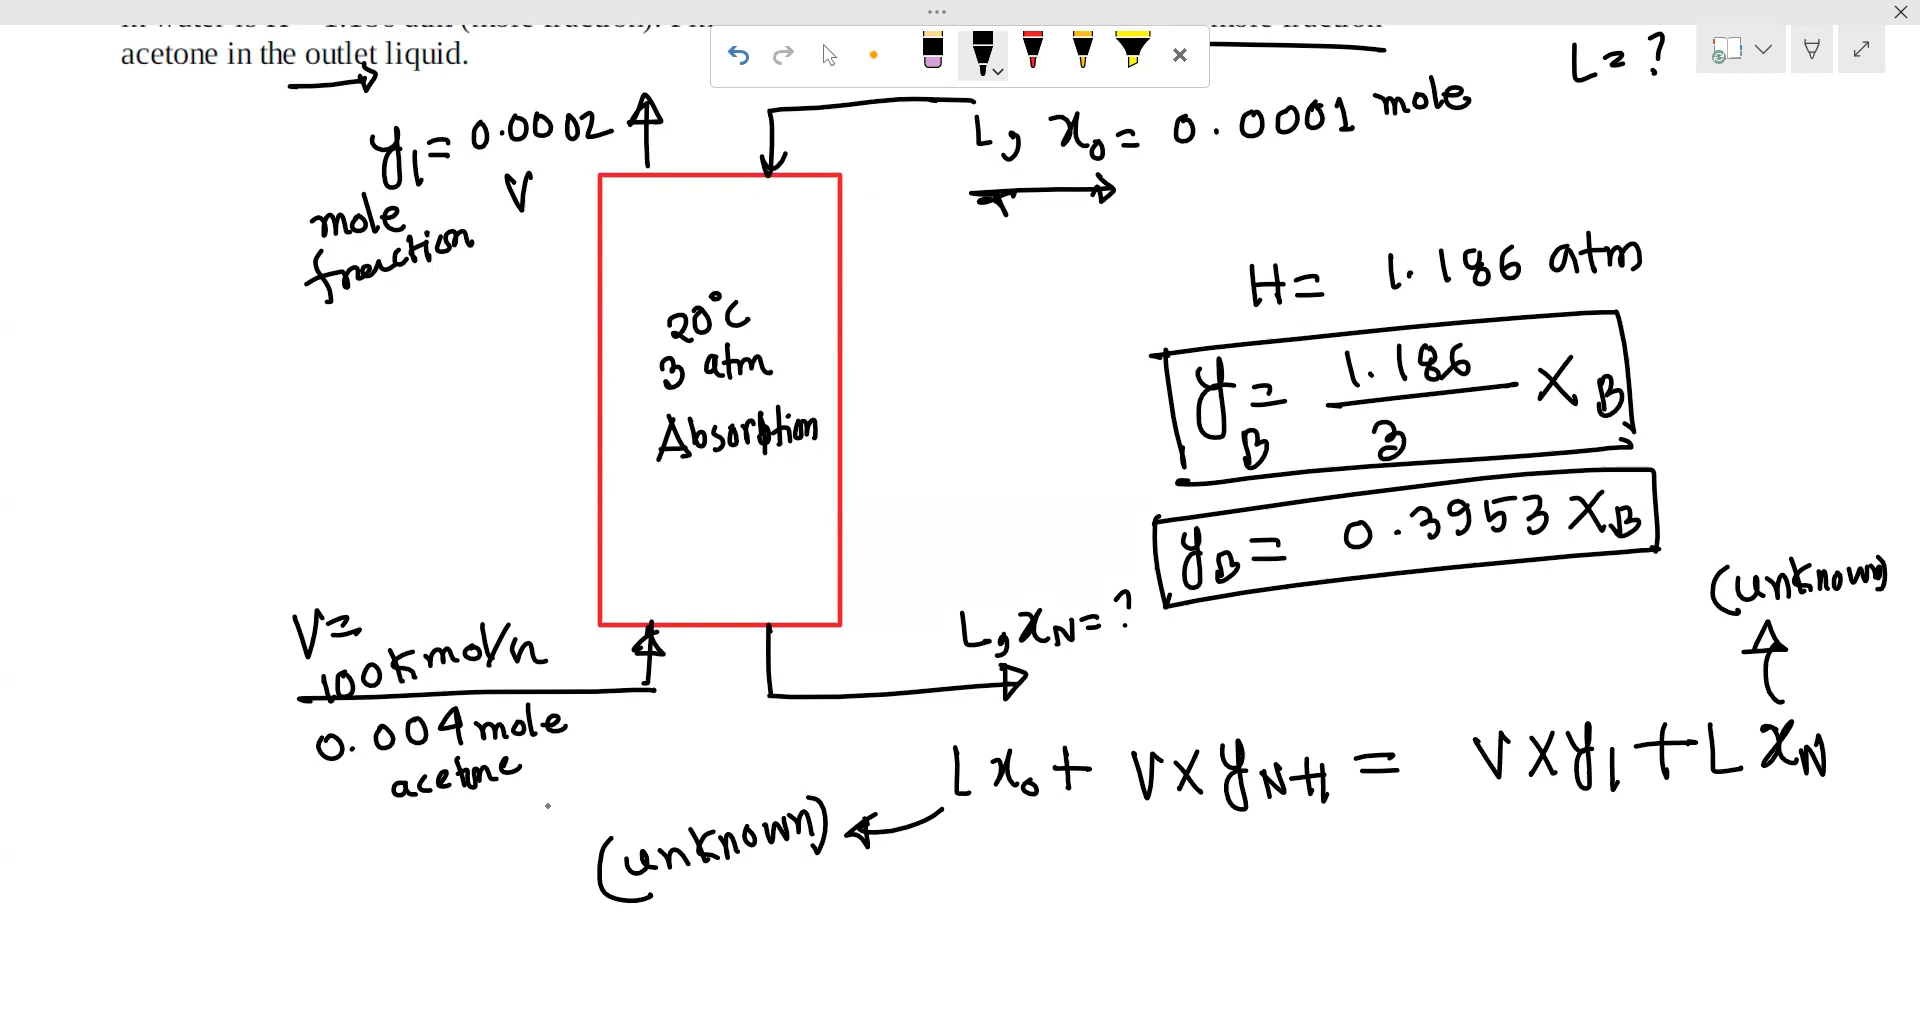 acetone in the outlet liquid.
L = ?
y1 = 0.0002
mole
fraction
V
L, x0 = 0.0001 mole
H = 1.186 atm
yB = 1.186/3 xB
yB = 0.3953 xB
20°C
3 atm
Absorption
V =
100 kmol/h
0.004 mole
acetone
L, xN = ?
(unknown)
L x0 + V x yN+1 = V x y1 + L xN
(unknown)